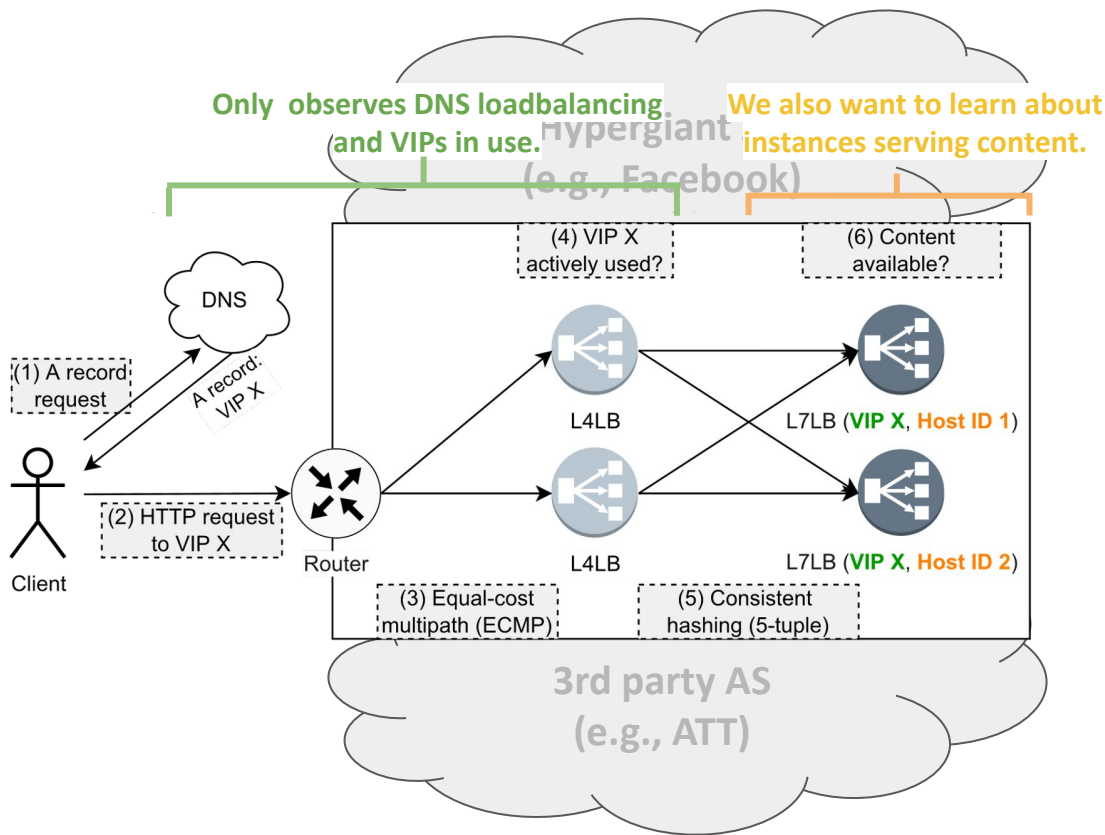 Only observes DNS loadbalancing
and VIPs in use.
We also want to learn about
instances serving content.
Hypergiant
(e.g., Facebook)
(4) VIP X
actively used?
(6) Content
available?
DNS
(1) A record
request
A record:
VIP X
L4LB
L7LB (VIP X, Host ID 1)
(2) HTTP request
to VIP X
Client
Router
L4LB
L7LB (VIP X, Host ID 2)
(3) Equal-cost
multipath (ECMP)
(5) Consistent
hashing (5-tuple)
3rd party AS
(e.g., ATT)